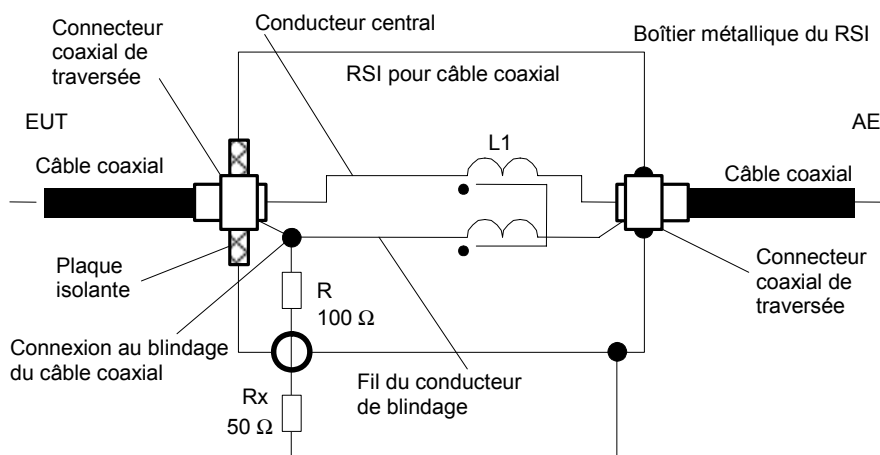 Connecteur
coaxial de
traversée
Conducteur central
Boîtier métallique du RSI
RSI pour câble coaxial
EUT
AE
L1
Câble coaxial
Câble coaxial
Plaque
isolante
R
100 Ω
Connecteur
coaxial de
traversée
Connexion au blindage
du câble coaxial
Fil du conducteur
de blindage
Rx
50 Ω